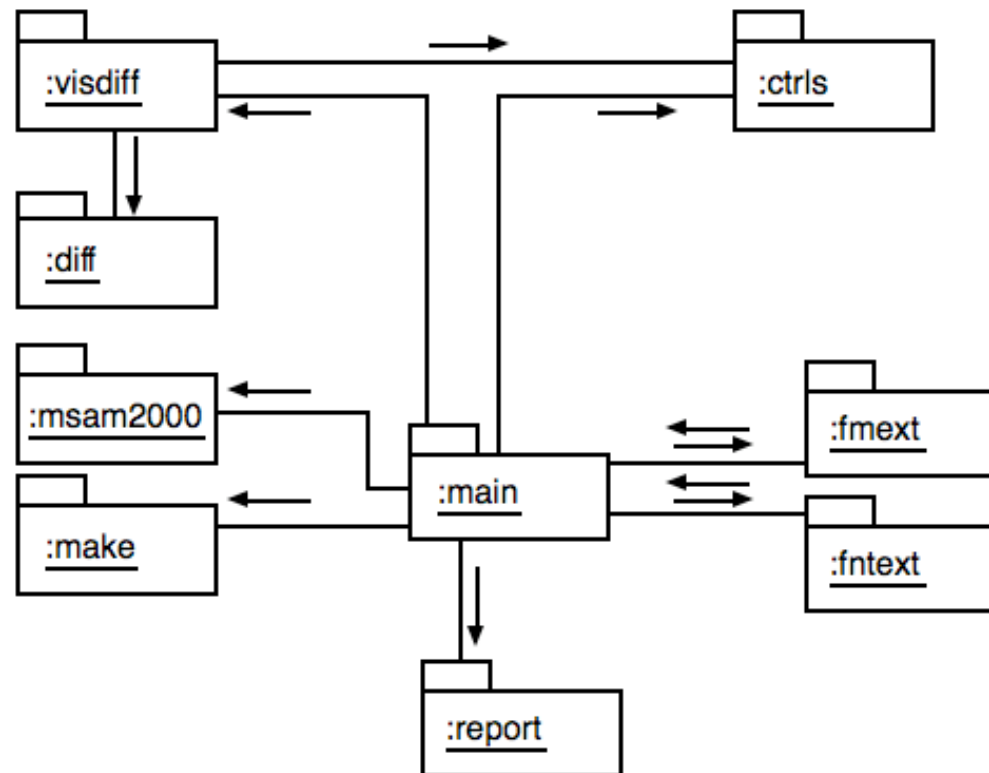 :visdiff
:ctrls
:diff
:msam2000
:fmext
:main
:make
:fntext
:report